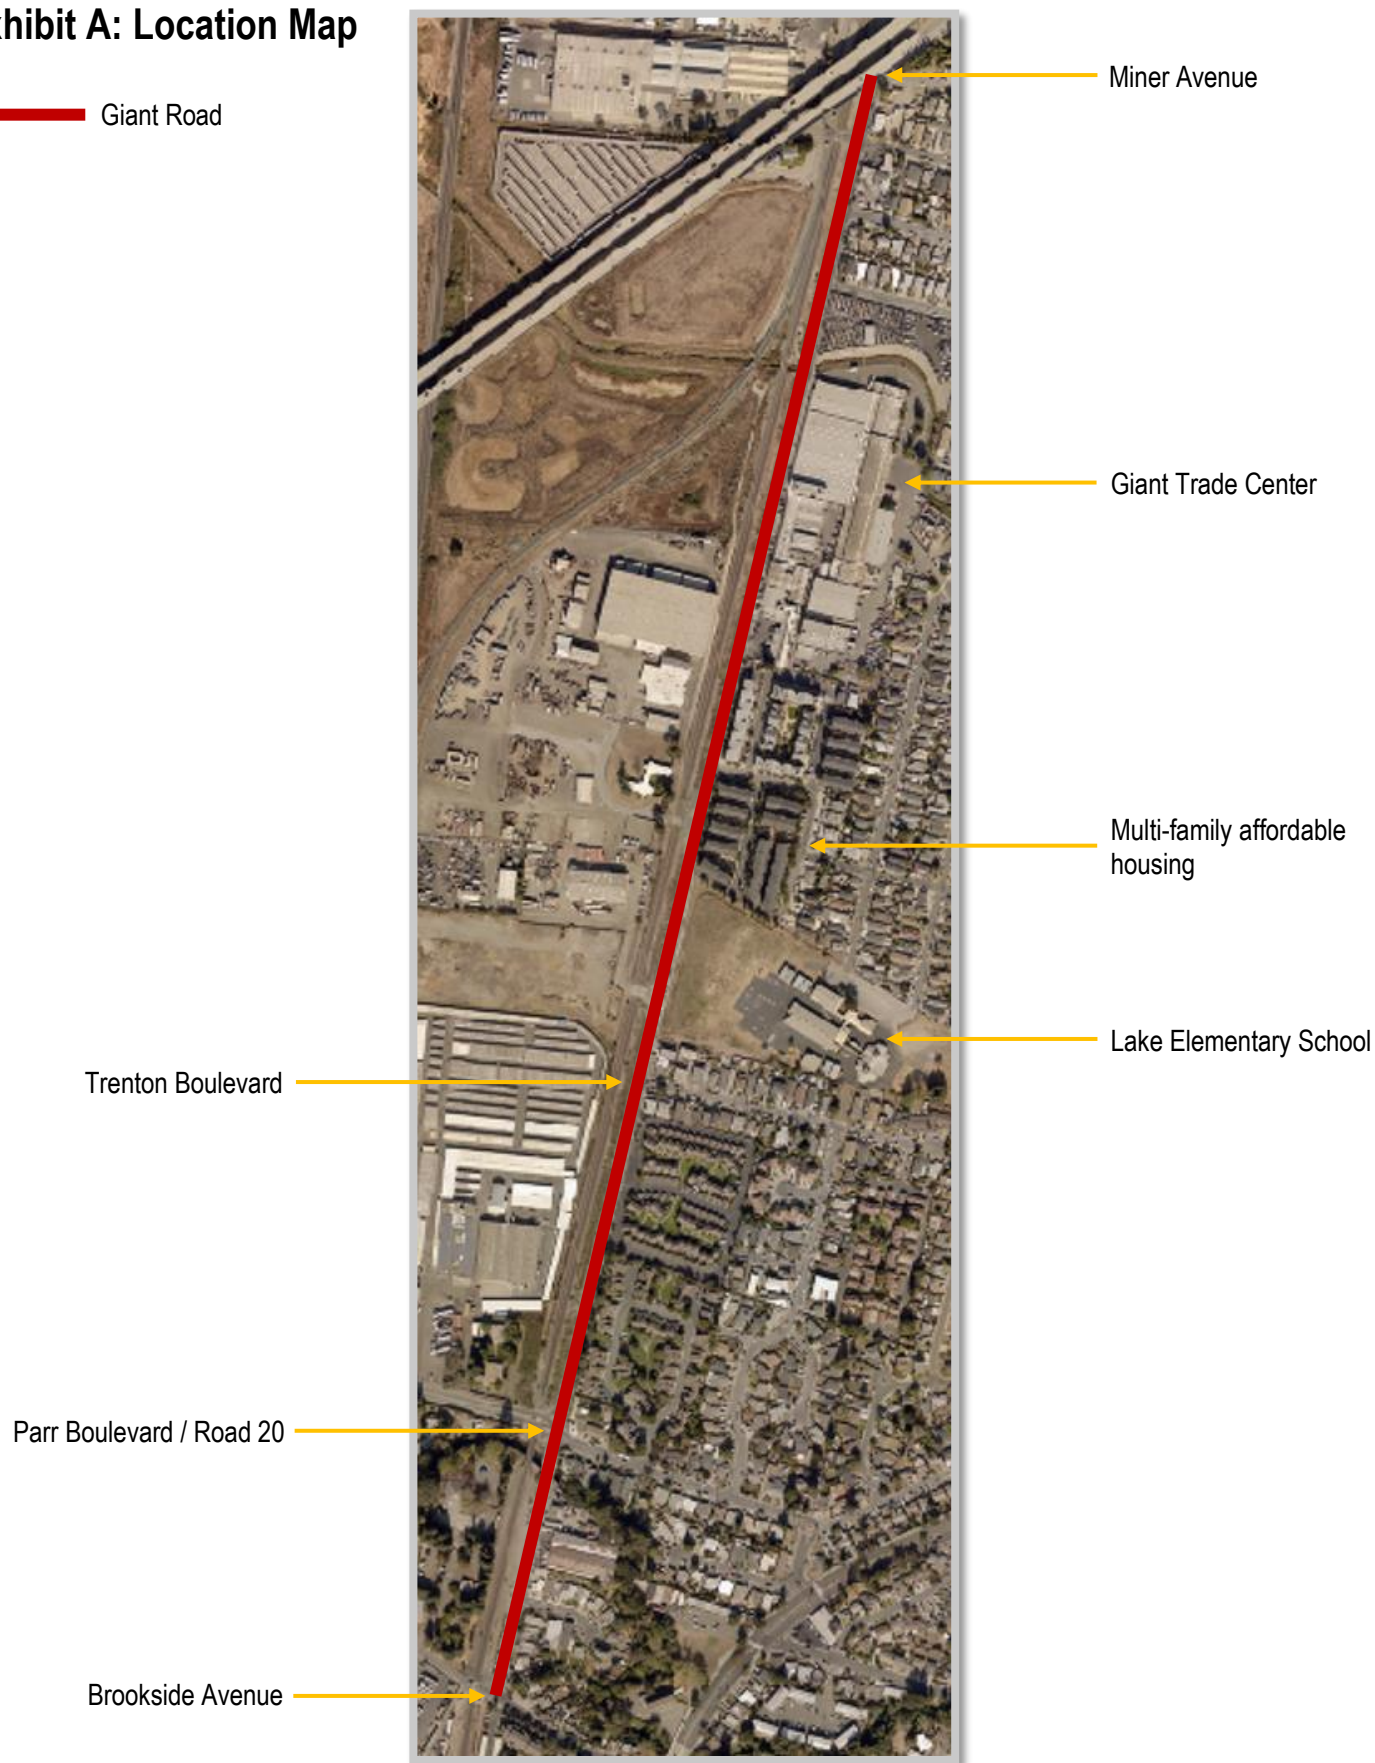 xhibit A: Location Map
Giant Road
Miner Avenue
Giant Trade Center
Multi-family affordable
housing
Lake Elementary School
Trenton Boulevard
Parr Boulevard / Road 20
Brookside Avenue